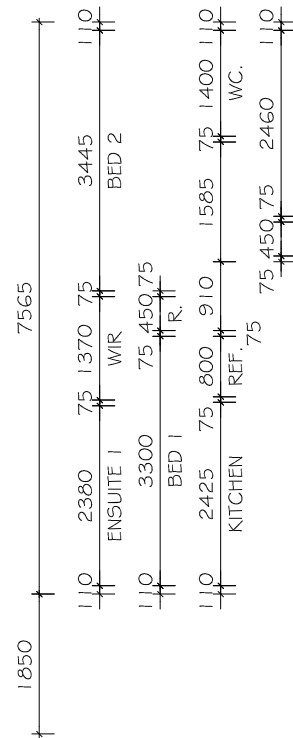 1850 7565
110 2380 75 1370 75 3445 110
ENSUITE 1 WIR BED 2
110 3300 75 450 75
BED 1 R.
110 2425 75 800 75 910 1585 75 1400 110
KITCHEN REF. WC.
75 450 75 2460 110